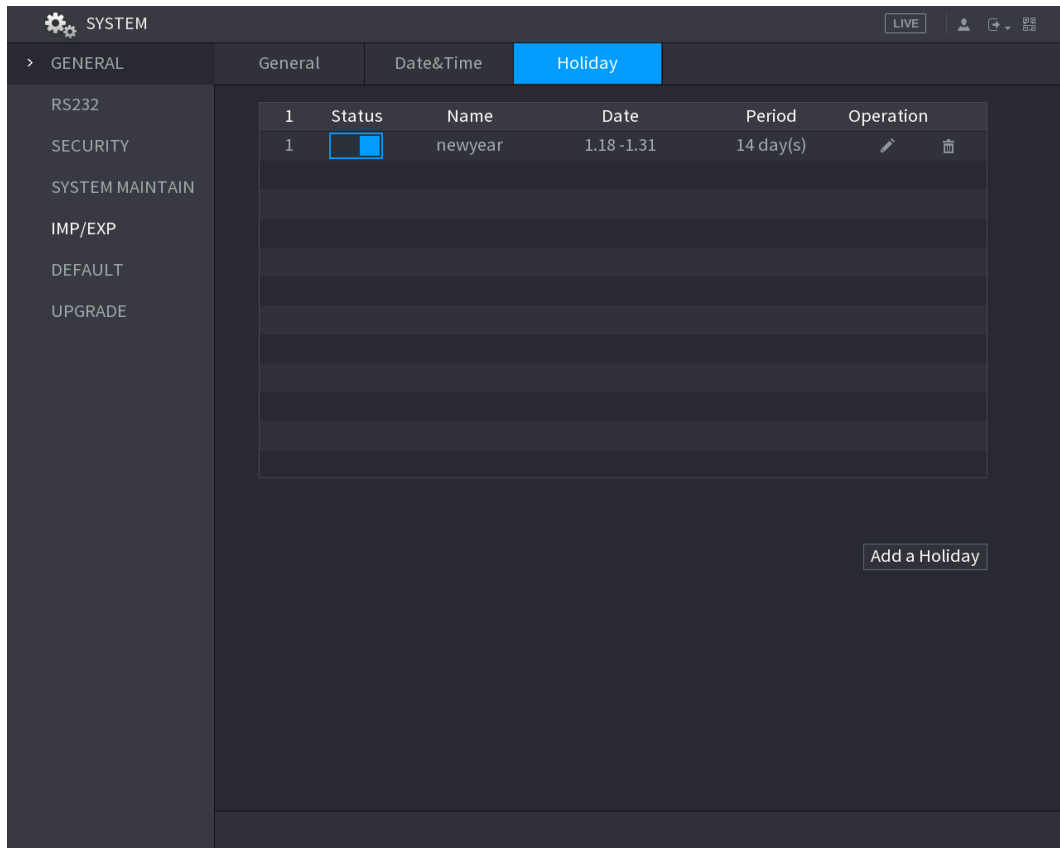 SYSTEM
LIVE
GENERAL
RS232
SECURITY
SYSTEM MAINTAIN
IMP/EXP
DEFAULT
UPGRADE
General Date&Time Holiday
1 Status Name Date Period Operation
1 newyear 1.18 -1.31 14 day(s)
Add a Holiday